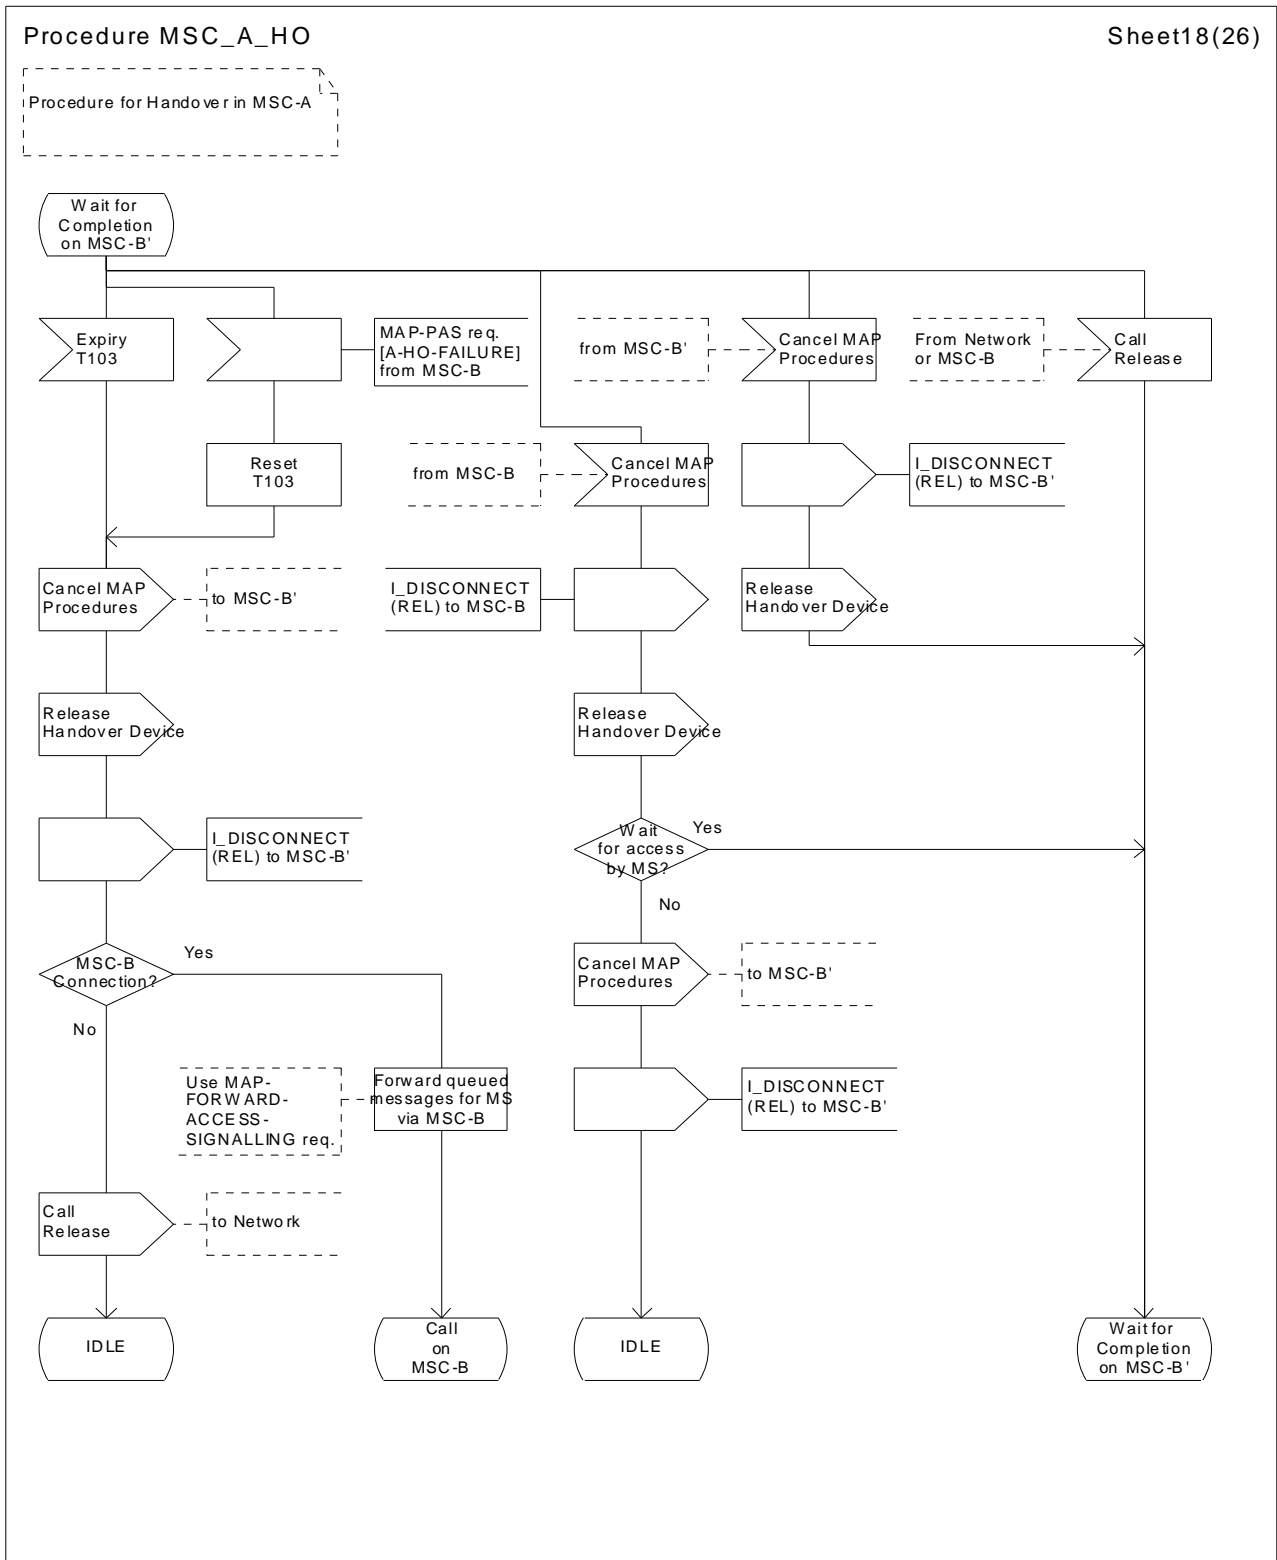 Procedure MSC_A_HO
Sheet18(26)
Procedure for Handover in MSC-A
Wait for
Completion
on MSC-B'
Expiry
T103
MAP-PAS req.
[A-HO-FAILURE]
from MSC-B
from MSC-B'
Cancel MAP
Procedures
From Network
or MSC-B
Call
Release
Reset
T103
from MSC-B
Cancel MAP
Procedures
I_DISCONNECT
(REL) to MSC-B'
Cancel MAP
Procedures
to MSC-B'
I_DISCONNECT
(REL) to MSC-B
Release
Handover Device
Release
Handover Device
Release
Handover Device
I_DISCONNECT
(REL) to MSC-B'
Wait
for access
by MS?
Yes
No
MSC-B
Connection?
Yes
No
Cancel MAP
Procedures
to MSC-B'
Use MAP-
FORWARD-
ACCESS-
SIGNALLING req.
Forward queued
messages for MS
via MSC-B
I_DISCONNECT
(REL) to MSC-B'
Call
Release
to Network
IDLE
Call
on
MSC-B
IDLE
Wait for
Completion
on MSC-B'